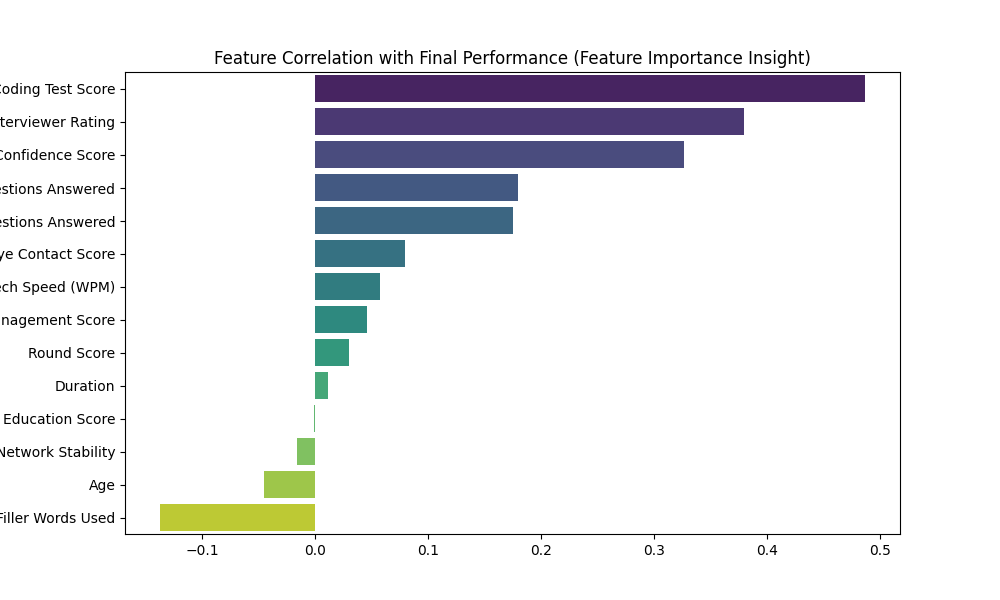 Feature Correlation with Final Performance (Feature Importance Insight)
Coding Test Score
terviewer Rating
Confidence Score
estions Answered
estions Answered
ye Contact Score
ech Speed (WPM)
nagement Score
Round Score
Duration
Education Score
Network Stability
Age
Filler Words Used
−0.1 0.0 0.1 0.2 0.3 0.4 0.5